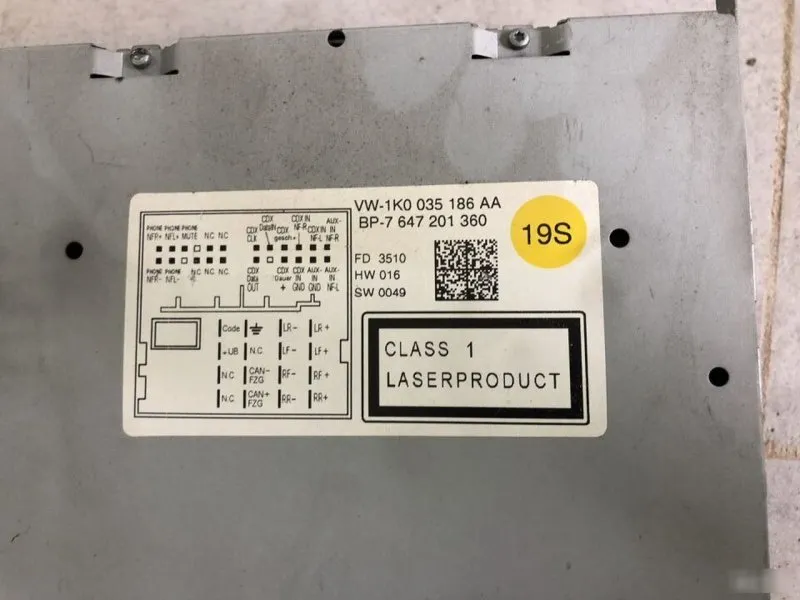 VW-1K0 035 186 AA
BP-7 647 201 360
19S
FD 3510
HW 016
SW 0049
CLASS 1
LASERPRODUCT
PHONE PHONE PHONE
NFR+ NFL+ MUTE N.C. N.C.
PHONE PHONE
NFR- NFL- N.C. N.C.
CDX CLK
CDX DataIN
CDX gesch.+
CDX IN NF-R
CDX IN NF-L
AUX- IN NF-R
CDX Data OUT
CDX Dauer +
CDX IN GND
AUX- IN GND
AUX- IN NF-L
Code LR- LR+
+UB N.C. LF- LF+
N.C. CAN- FZG RF- RF+
N.C. CAN+ FZG RR- RR+